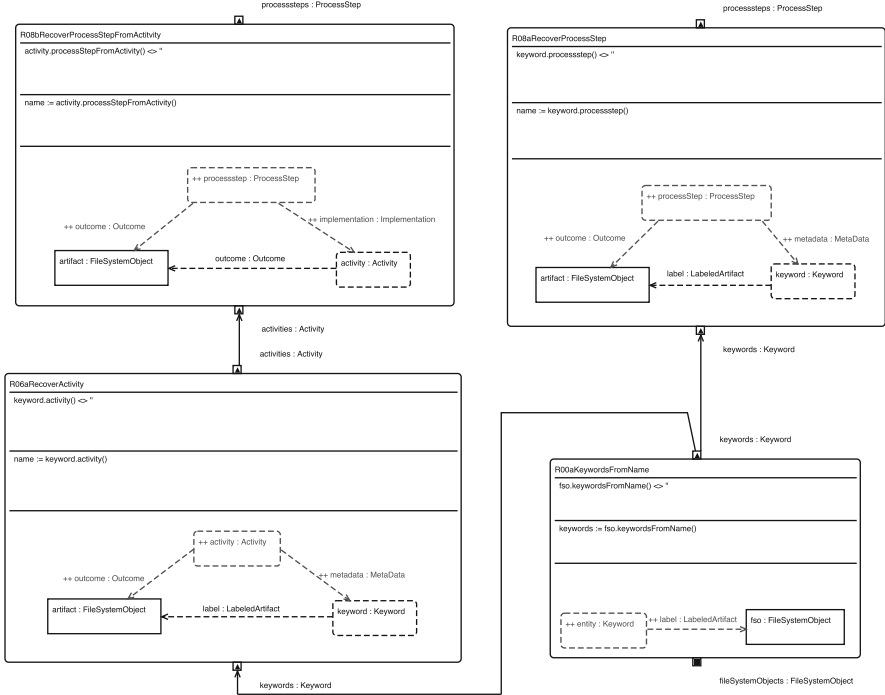 processsteps : ProcessStep
R08bRecoverProcessStepFromActivity
activity.processStepFromActivity() <> ''
name := activity.processStepFromActivity()
++ processstep : ProcessStep
++ outcome : Outcome
++ implementation : Implementation
artifact : FileSystemObject
outcome : Outcome
activity : Activity
activities : Activity
activities : Activity
R06aRecoverActivity
keyword.activity() <> ''
name := keyword.activity()
++ activity : Activity
++ outcome : Outcome
++ metadata : MetaData
artifact : FileSystemObject
label : LabeledArtifact
keyword : Keyword
keywords : Keyword
processsteps : ProcessStep
R08aRecoverProcessStep
keyword.processstep() <> ''
name := keyword.processstep()
++ processStep : ProcessStep
++ outcome : Outcome
++ metadata : MetaData
artifact : FileSystemObject
label : LabeledArtifact
keyword : Keyword
keywords : Keyword
keywords : Keyword
R00aKeywordsFromName
fso.keywordsFromName() <> ''
keywords := fso.keywordsFromName()
++ entity : Keyword
++ label : LabeledArtifact
fso : FileSystemObject
fileSystemObjects : FileSystemObject